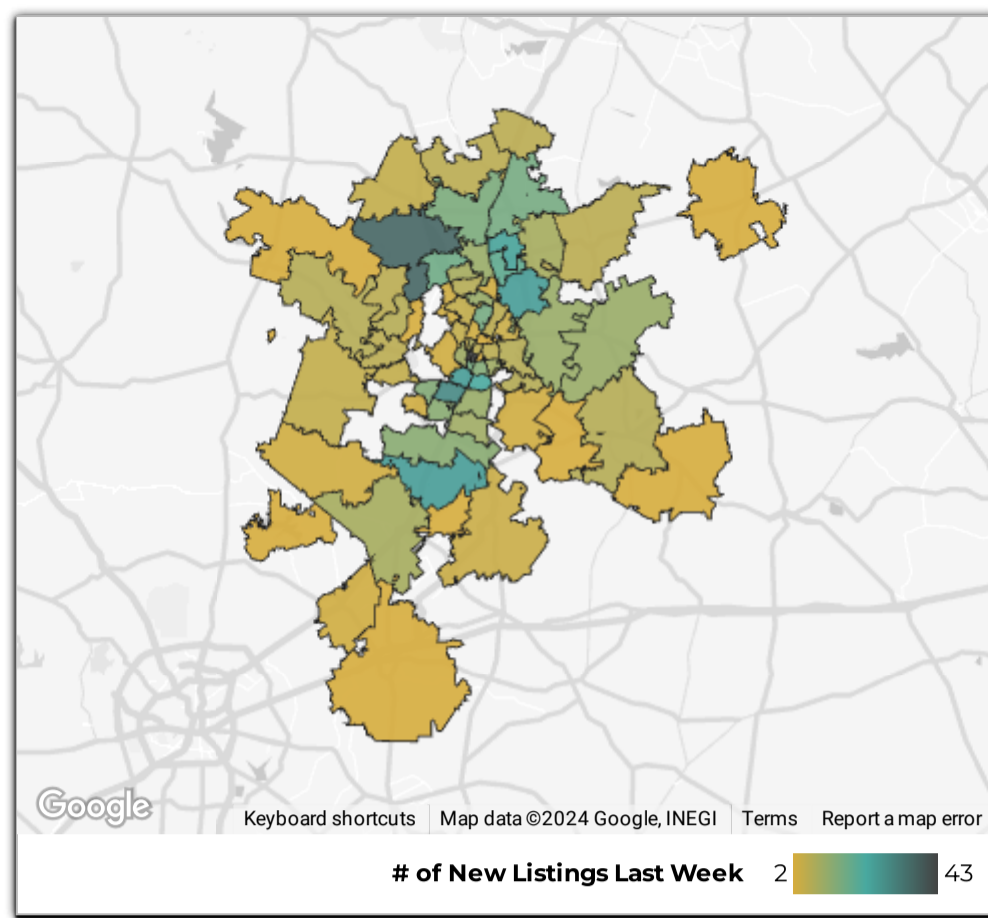 Google
Keyboard shortcuts
Map data ©2024 Google, INEGI
Terms
Report a map error
# of New Listings Last Week
2
43